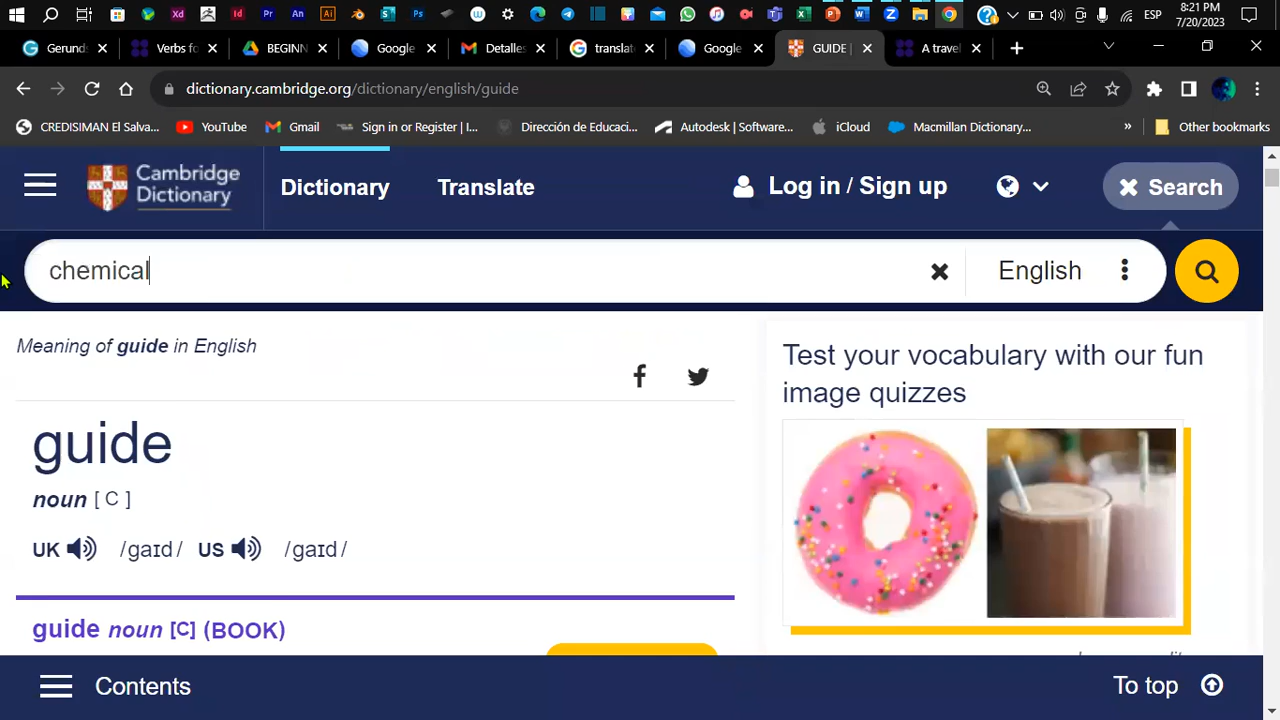 8:21 PM
ESP
7/20/2023
Gerund
Verbs fo
BEGINN
Google
Detalles
translat
Google
GUIDE |
A travel
dictionary.cambridge.org/dictionary/english/guide
CREDISIMAN El Salva...
YouTube
Gmail
Sign in or Register | I...
Dirección de Educaci...
Autodesk | Software...
iCloud
Macmillan Dictionary...
»
Other bookmarks
Cambridge
Dictionary
Dictionary
Translate
Log in / Sign up
Search
chemical
English
Meaning of guide in English
guide
noun [ C ]
UK /ɡaɪd/ US /ɡaɪd/
guide noun [C] (BOOK)
Test your vocabulary with our fun
image quizzes
Contents
To top